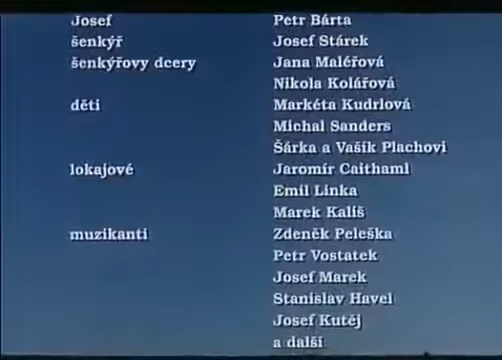 Josef Petr Bárta
šenkýř Josef Stárek
šenkýřovy dcery Jana Maléřová
Nikola Kolářová
děti Markéta Kudrlová
Michal Sanders
Šárka a Vašík Plachovi
lokajové Jaromír Caithaml
Emil Linka
Marek Kališ
muzikanti Zdeněk Peleška
Petr Vostatek
Josef Marek
Stanislav Havel
Josef Kutěj
a další